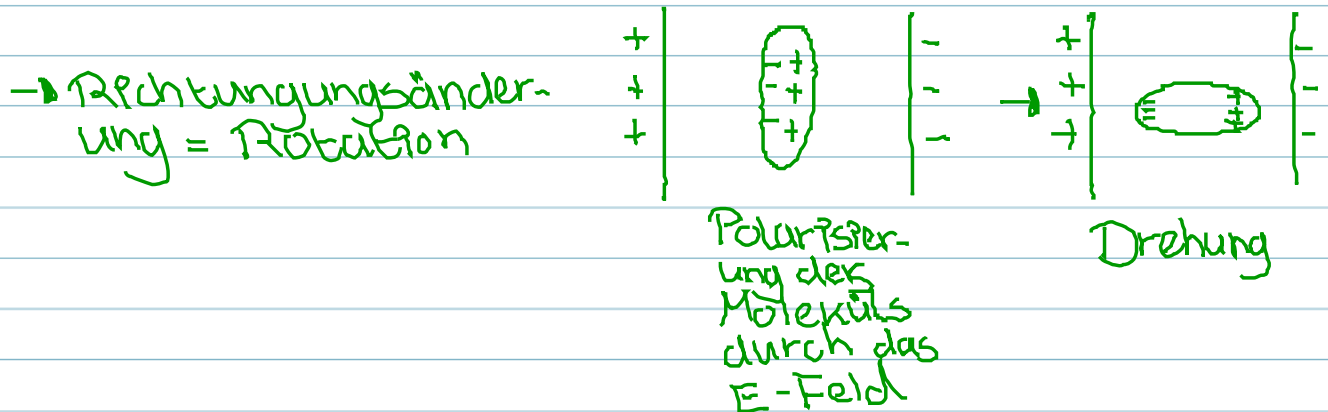 → Richtungungsänder-
ung = Rotation
+ + + - - - + + + - → + + + = + + + - - -
Polarisier-
ung des
Moleküls
durch das
E-Feld
Drehung